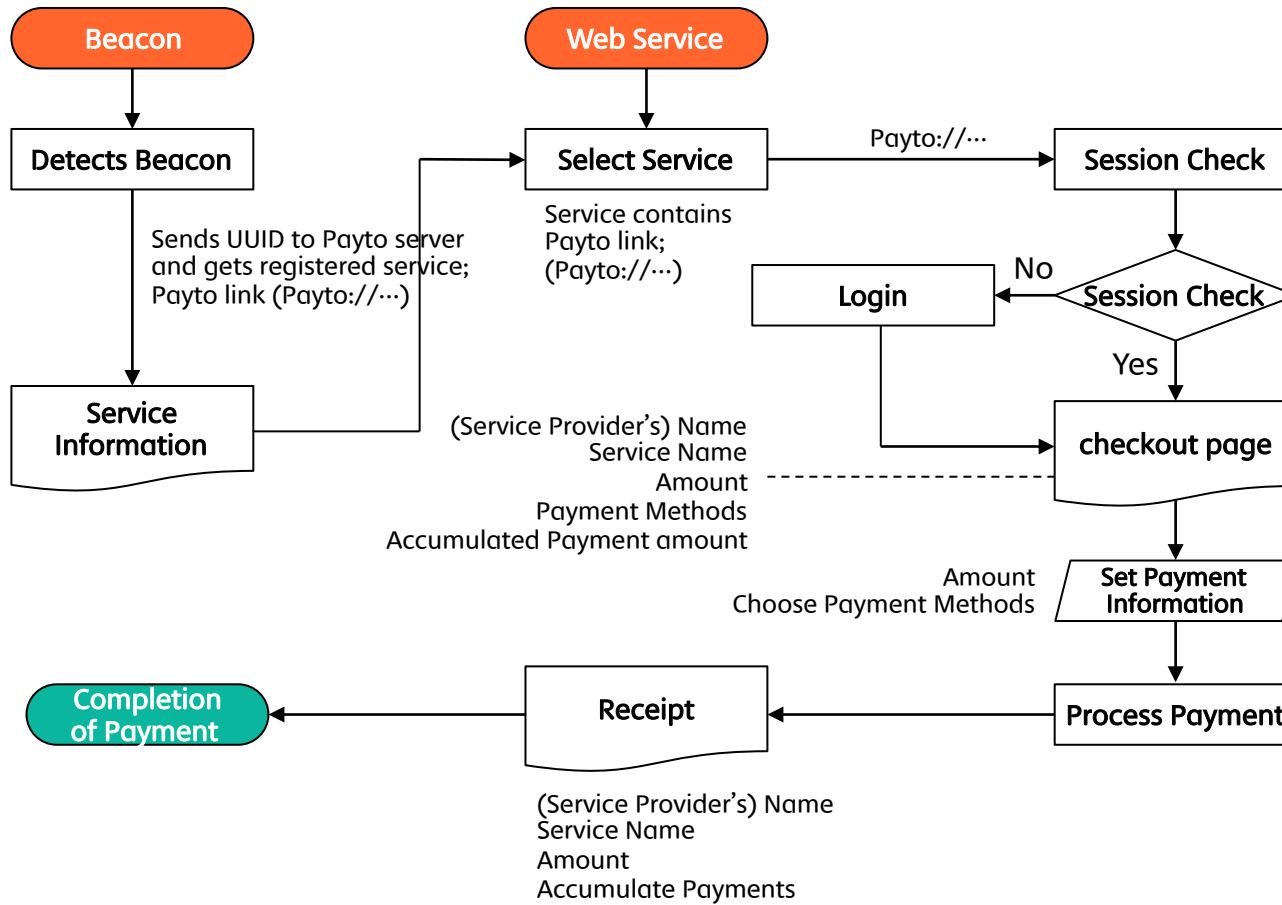 Beacon
Web Service
Detects Beacon
Select Service
Payto://···
Session Check
Sends UUID to Payto server
and gets registered service;
Payto link (Payto://···)
Service contains
Payto link;
(Payto://···)
Login
No
Session Check
Yes
Service
Information
(Service Provider’s) Name
Service Name
Amount
Payment Methods
Accumulated Payment amount
checkout page
Amount
Choose Payment Methods
Set Payment
Information
Completion
of Payment
Receipt
Process Payment
(Service Provider’s) Name
Service Name
Amount
Accumulate Payments